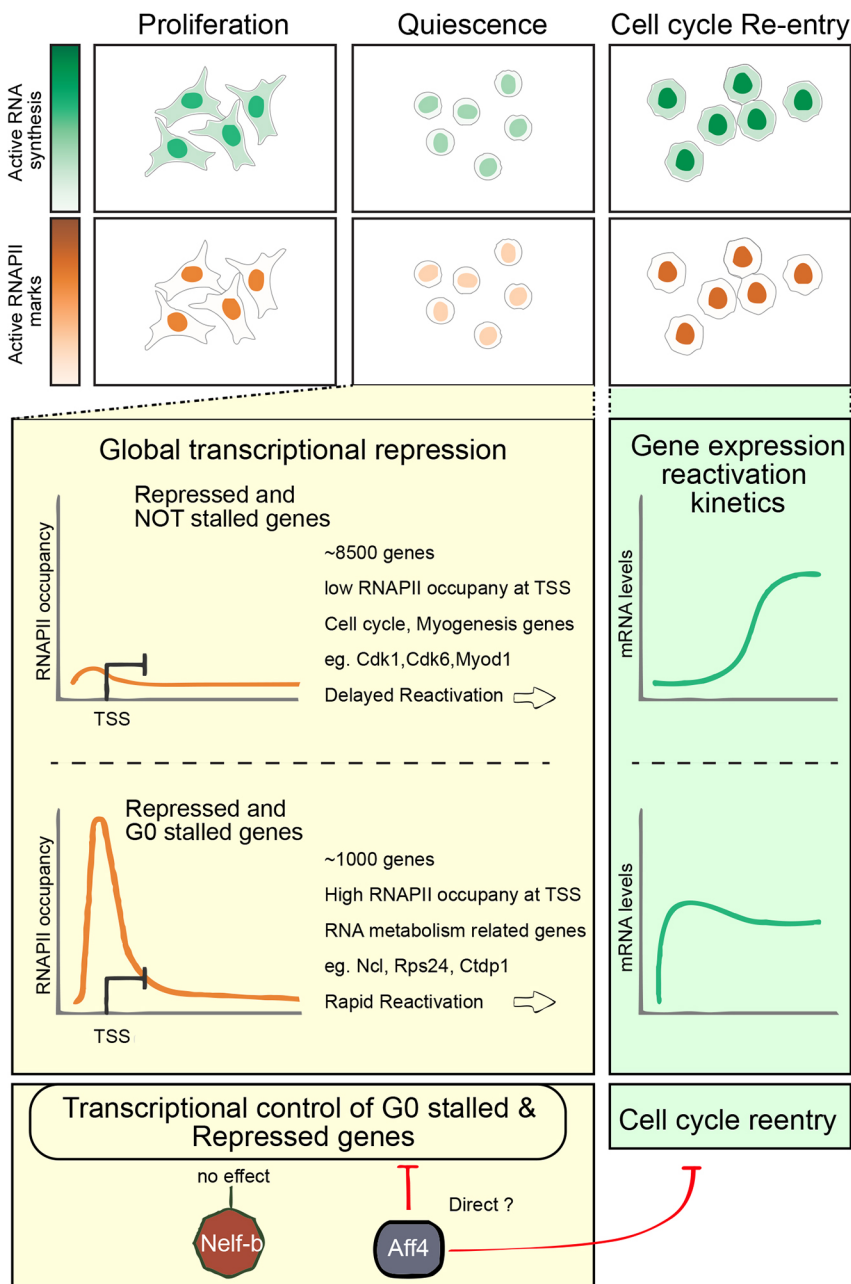 Proliferation
Quiescence
Cell cycle Re-entry
Active RNA
synthesis
Active RNAPII
marks
Global transcriptional repression
Repressed and
NOT stalled genes
RNAPII occupancy
TSS
~8500 genes
low RNAPII occupany at TSS
Cell cycle, Myogenesis genes
eg. Cdk1,Cdk6,Myod1
Delayed Reactivation
Gene expression
reactivation
kinetics
mRNA levels
Repressed and
G0 stalled genes
RNAPII occupancy
TSS
~1000 genes
High RNAPII occupany at TSS
RNA metabolism related genes
eg. Ncl, Rps24, Ctdp1
Rapid Reactivation
mRNA levels
Transcriptional control of G0 stalled &
Repressed genes
Cell cycle reentry
no effect
Direct ?
Nelf-b
Aff4